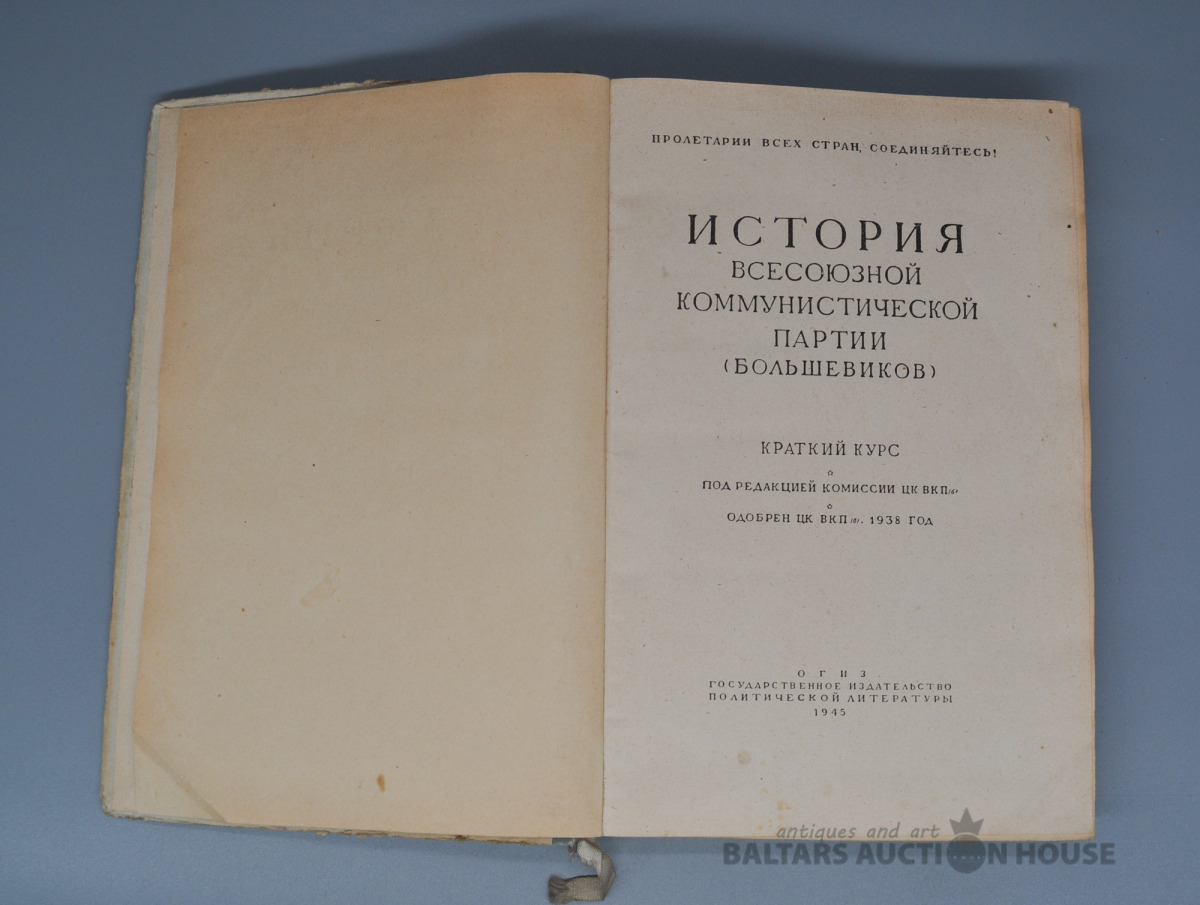 ПРОЛЕТАРИИ ВСЕХ СТРАН, СОЕДИНЯЙТЕСЬ!
ИСТОРИЯ
ВСЕСОЮЗНОЙ
КОММУНИСТИЧЕСКОЙ
ПАРТИИ
(БОЛЬШЕВИКОВ)
КРАТКИЙ КУРС
ПОД РЕДАКЦИЕЙ КОМИССИИ ЦК ВКП(б)
ОДОБРЕН ЦК ВКП(б). 1938 ГОД
ОГИЗ
ГОСУДАРСТВЕННОЕ ИЗДАТЕЛЬСТВО
ПОЛИТИЧЕСКОЙ ЛИТЕРАТУРЫ
1945
antiques and art
BALTARS AUCTION HOUSE